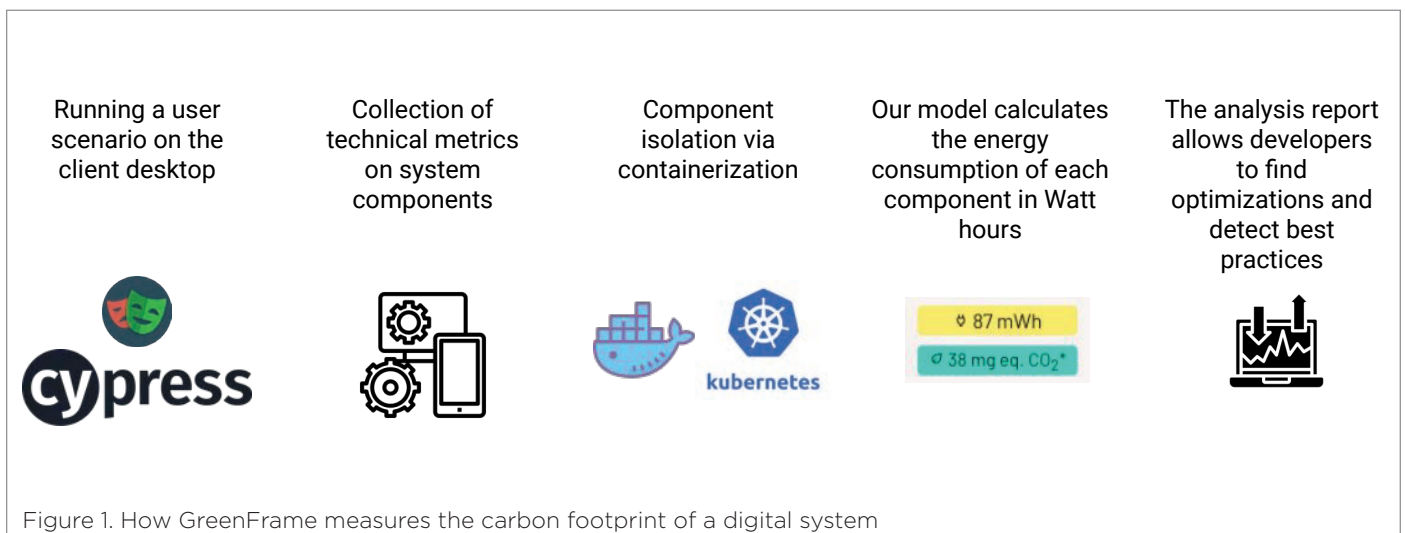 Running a user
scenario on the
client desktop
Collection of
technical metrics
on system
components
Component
isolation via
containerization
Our model calculates
the energy
consumption of each
component in Watt
hours
The analysis report
allows developers
to find
optimizations and
detect best
practices
cypress
kubernetes
87 mWh
38 mg eq. CO₂*
Figure 1. How GreenFrame measures the carbon footprint of a digital system